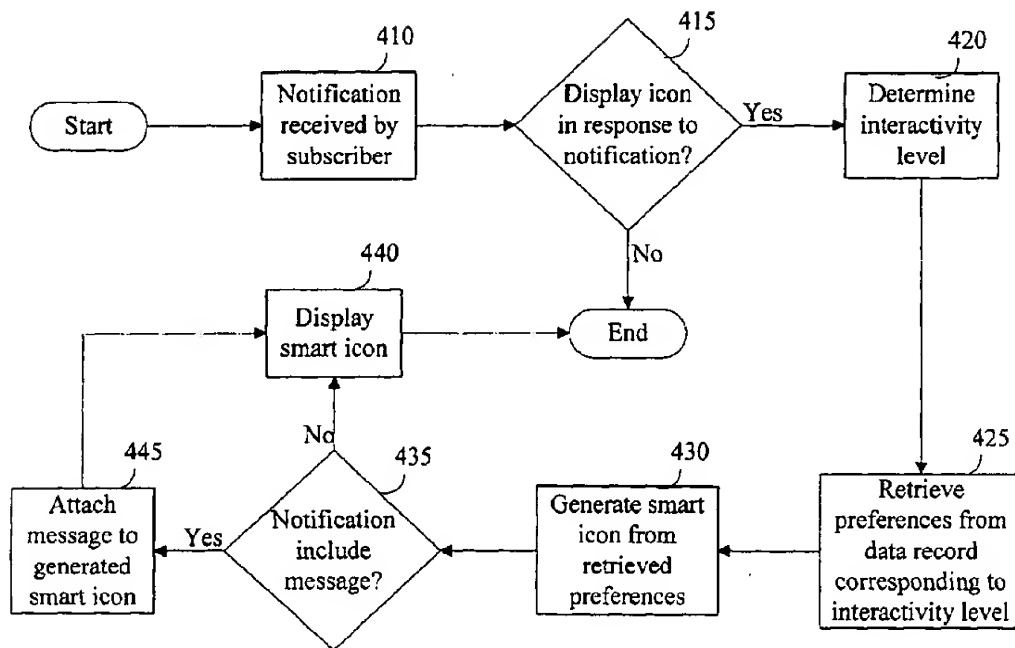 Start
410
Notification
received by
subscriber
415
Display icon
in response to
notification?
Yes
No
420
Determine
interactivity
level
425
Retrieve
preferences from
data record
corresponding to
interactivity level
430
Generate smart
icon from
retrieved
preferences
435
Notification
include
message?
Yes
No
445
Attach
message to
generated
smart icon
440
Display
smart icon
End